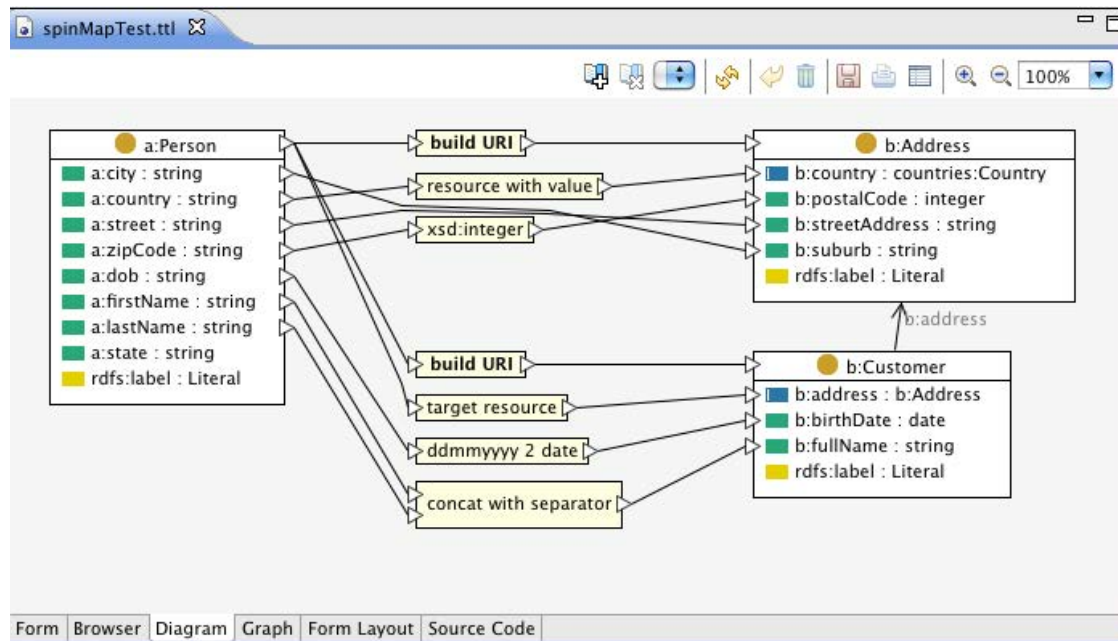 spinMapTest.ttl
100%
a:Person
a:city : string
a:country : string
a:street : string
a:zipCode : string
a:dob : string
a:firstName : string
a:lastName : string
a:state : string
rdfs:label : Literal
build URI
resource with value
xsd:integer
build URI
target resource
ddmmyyyy 2 date
concat with separator
b:Address
b:country : countries:Country
b:postalCode : integer
b:streetAddress : string
b:suburb : string
rdfs:label : Literal
b:address
b:Customer
b:address : b:Address
b:birthDate : date
b:fullName : string
rdfs:label : Literal
Form Browser Diagram Graph Form Layout Source Code